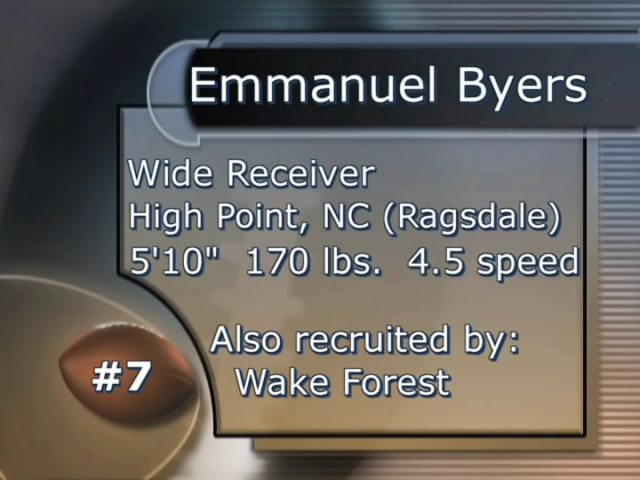 Emmanuel Byers
Wide Receiver
High Point, NC (Ragsdale)
5'10" 170 lbs. 4.5 speed
Also recruited by:
Wake Forest
#7